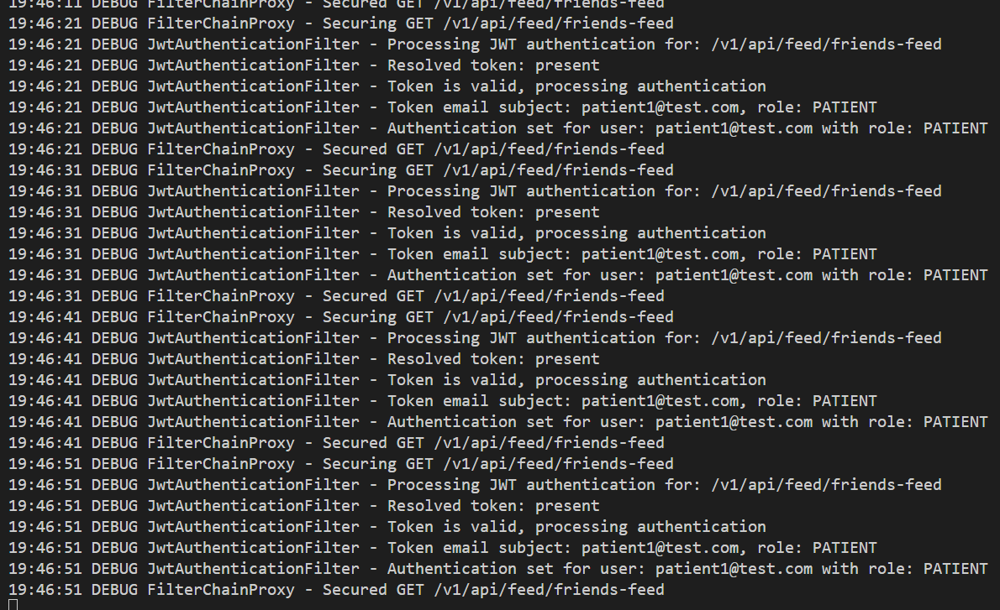 19:46:11 DEBUG FilterChainProxy - Secured GET /v1/api/feed/friends-feed
19:46:21 DEBUG FilterChainProxy - Securing GET /v1/api/feed/friends-feed
19:46:21 DEBUG JwtAuthenticationFilter - Processing JWT authentication for: /v1/api/feed/friends-feed
19:46:21 DEBUG JwtAuthenticationFilter - Resolved token: present
19:46:21 DEBUG JwtAuthenticationFilter - Token is valid, processing authentication
19:46:21 DEBUG JwtAuthenticationFilter - Token email subject: patient1@test.com, role: PATIENT
19:46:21 DEBUG JwtAuthenticationFilter - Authentication set for user: patient1@test.com with role: PATIENT
19:46:21 DEBUG FilterChainProxy - Secured GET /v1/api/feed/friends-feed
19:46:31 DEBUG FilterChainProxy - Securing GET /v1/api/feed/friends-feed
19:46:31 DEBUG JwtAuthenticationFilter - Processing JWT authentication for: /v1/api/feed/friends-feed
19:46:31 DEBUG JwtAuthenticationFilter - Resolved token: present
19:46:31 DEBUG JwtAuthenticationFilter - Token is valid, processing authentication
19:46:31 DEBUG JwtAuthenticationFilter - Token email subject: patient1@test.com, role: PATIENT
19:46:31 DEBUG JwtAuthenticationFilter - Authentication set for user: patient1@test.com with role: PATIENT
19:46:31 DEBUG FilterChainProxy - Secured GET /v1/api/feed/friends-feed
19:46:41 DEBUG FilterChainProxy - Securing GET /v1/api/feed/friends-feed
19:46:41 DEBUG JwtAuthenticationFilter - Processing JWT authentication for: /v1/api/feed/friends-feed
19:46:41 DEBUG JwtAuthenticationFilter - Resolved token: present
19:46:41 DEBUG JwtAuthenticationFilter - Token is valid, processing authentication
19:46:41 DEBUG JwtAuthenticationFilter - Token email subject: patient1@test.com, role: PATIENT
19:46:41 DEBUG JwtAuthenticationFilter - Authentication set for user: patient1@test.com with role: PATIENT
19:46:41 DEBUG FilterChainProxy - Secured GET /v1/api/feed/friends-feed
19:46:51 DEBUG FilterChainProxy - Securing GET /v1/api/feed/friends-feed
19:46:51 DEBUG JwtAuthenticationFilter - Processing JWT authentication for: /v1/api/feed/friends-feed
19:46:51 DEBUG JwtAuthenticationFilter - Resolved token: present
19:46:51 DEBUG JwtAuthenticationFilter - Token is valid, processing authentication
19:46:51 DEBUG JwtAuthenticationFilter - Token email subject: patient1@test.com, role: PATIENT
19:46:51 DEBUG JwtAuthenticationFilter - Authentication set for user: patient1@test.com with role: PATIENT
19:46:51 DEBUG FilterChainProxy - Secured GET /v1/api/feed/friends-feed